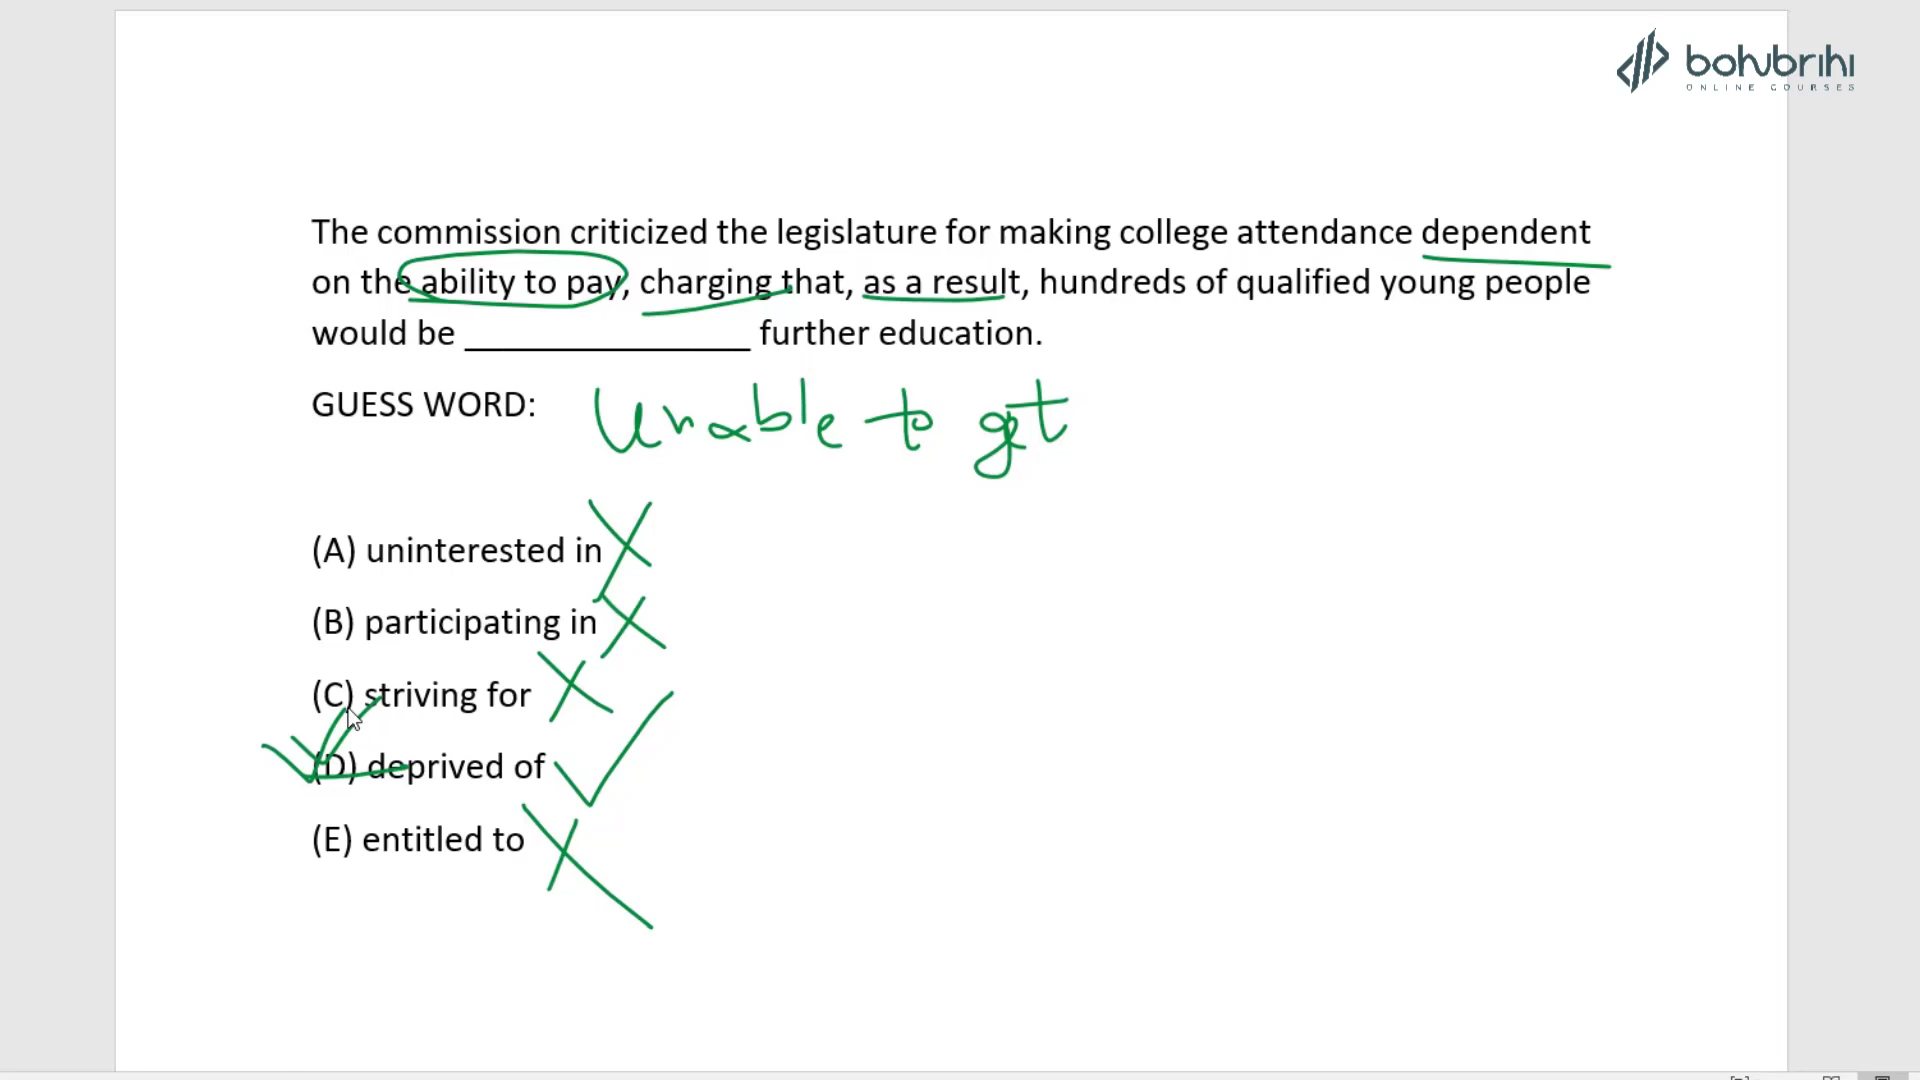 bohubrihi
ONLINE COURSES
The commission criticized the legislature for making college attendance dependent
on the ability to pay, charging that, as a result, hundreds of qualified young people
would be ________________ further education.
GUESS WORD: Unable to get
(A) uninterested in
(B) participating in
(C) striving for
(D) deprived of
(E) entitled to